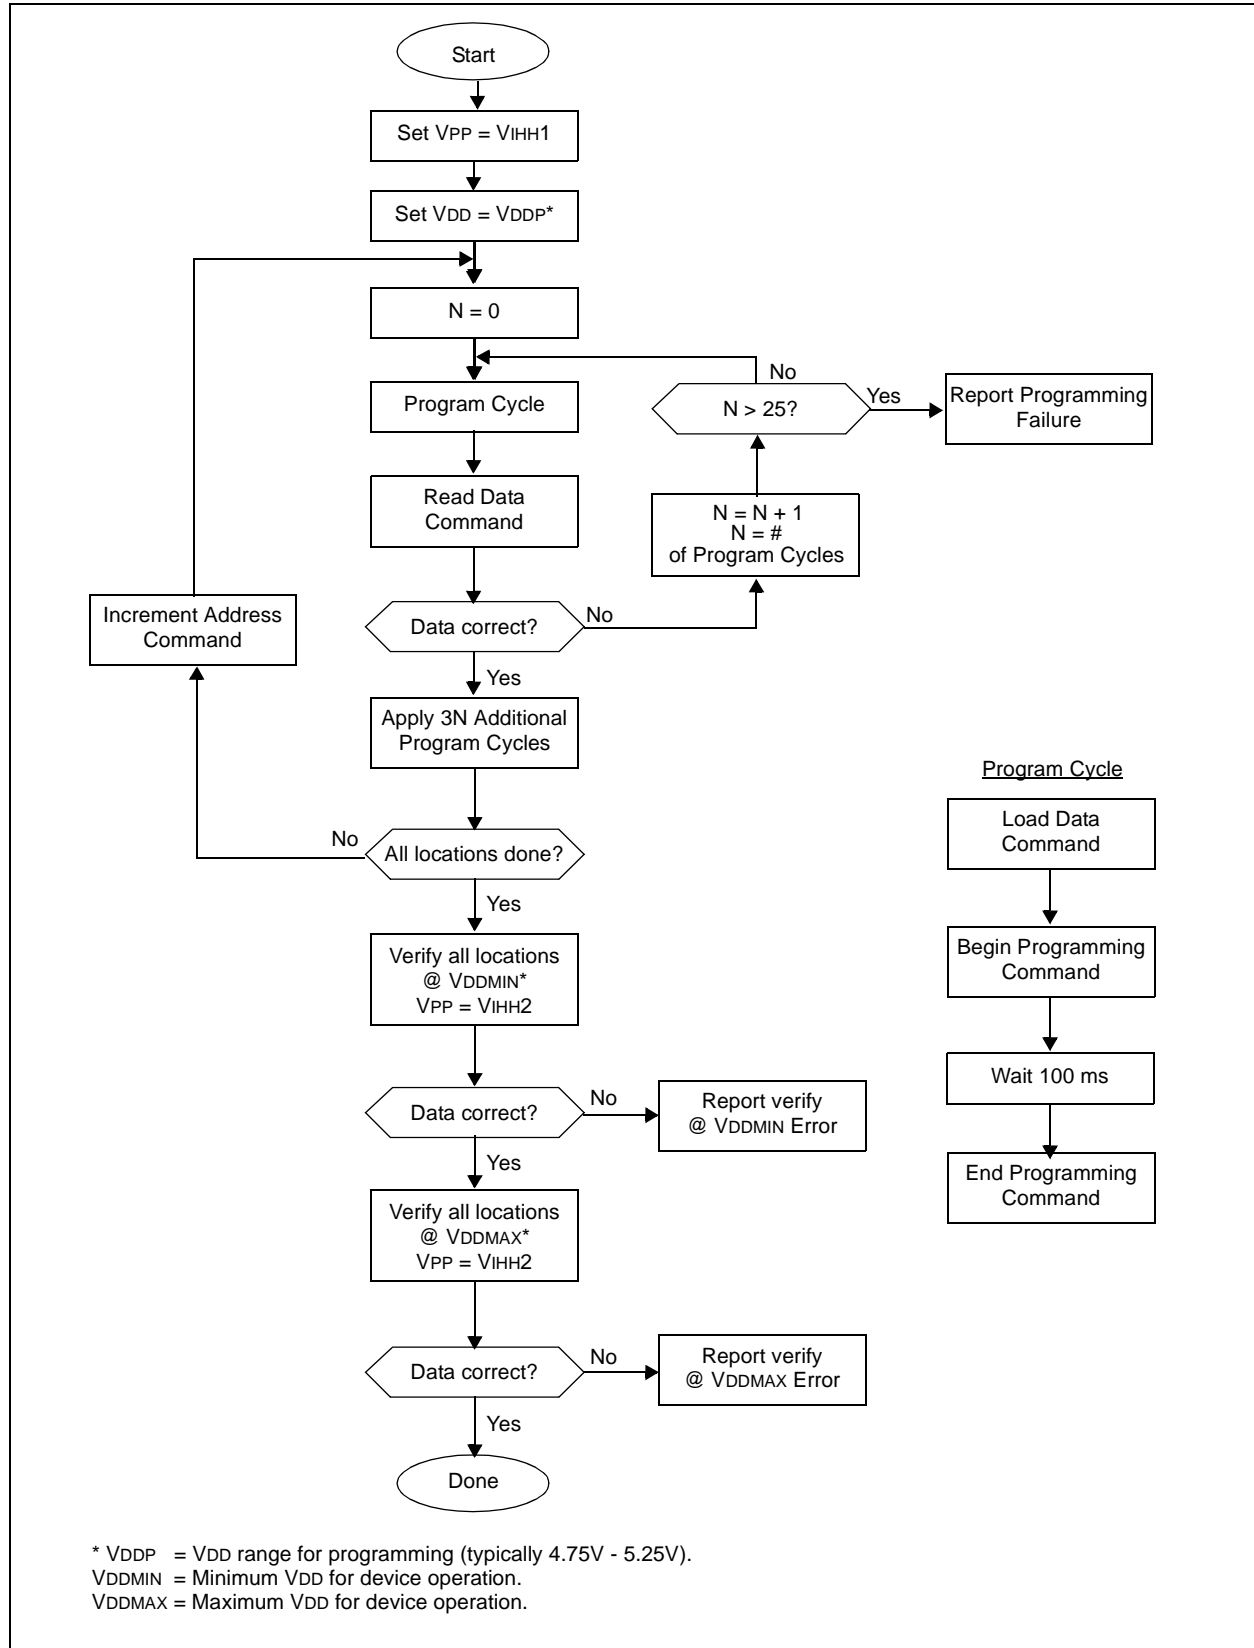 Start
Set VPP = VIHH1
Set VDD = VDDP*
N = 0
No
Program Cycle
N > 25?
Yes
Report Programming
Failure
Read Data
Command
N = N + 1
N = #
of Program Cycles
Increment Address
Command
Data correct?
No
Yes
Apply 3N Additional
Program Cycles
No
All locations done?
Yes
Verify all locations
@ VDDMIN*
VPP = VIHH2
Data correct?
No
Report verify
@ VDDMIN Error
Yes
Verify all locations
@ VDDMAX*
VPP = VIHH2
Data correct?
No
Report verify
@ VDDMAX Error
Yes
Done
Program Cycle
Load Data
Command
Begin Programming
Command
Wait 100 ms
End Programming
Command
* VDDP = VDD range for programming (typically 4.75V - 5.25V).
VDDMIN = Minimum VDD for device operation.
VDDMAX = Maximum VDD for device operation.